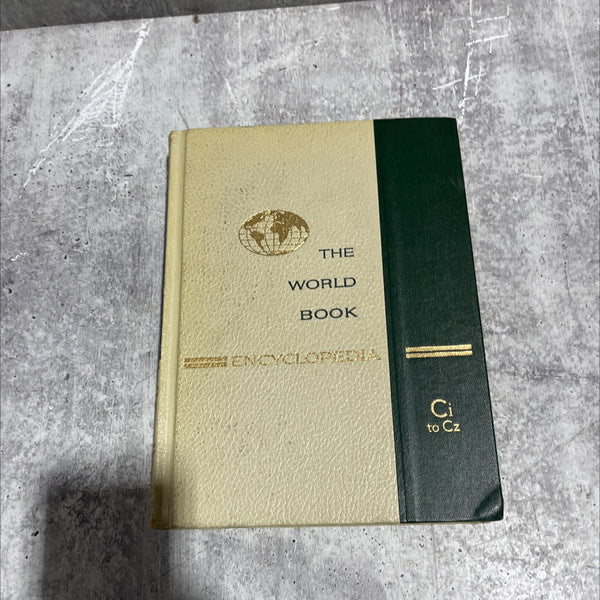 THE
WORLD
BOOK
ENCYCLOPEDIA
Ci
to Cz